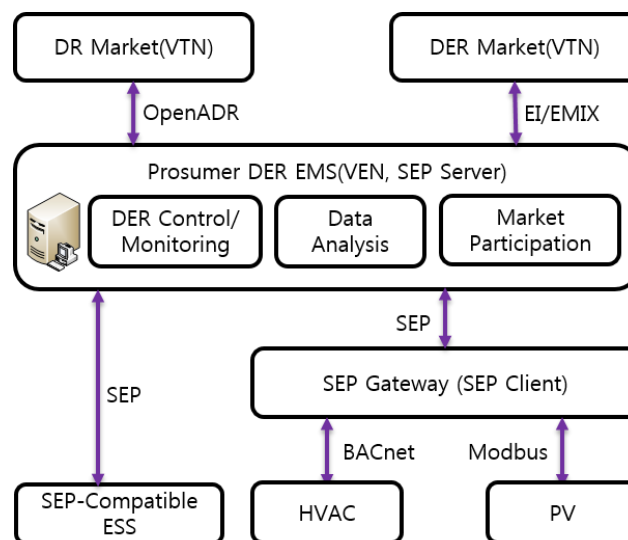 DR Market(VTN)
DER Market(VTN)
OpenADR
EI/EMIX
Prosumer DER EMS(VEN, SEP Server)
DER Control/
Monitoring
Data
Analysis
Market
Participation
SEP
SEP Gateway (SEP Client)
SEP
BACnet
Modbus
SEP-Compatible
ESS
HVAC
PV